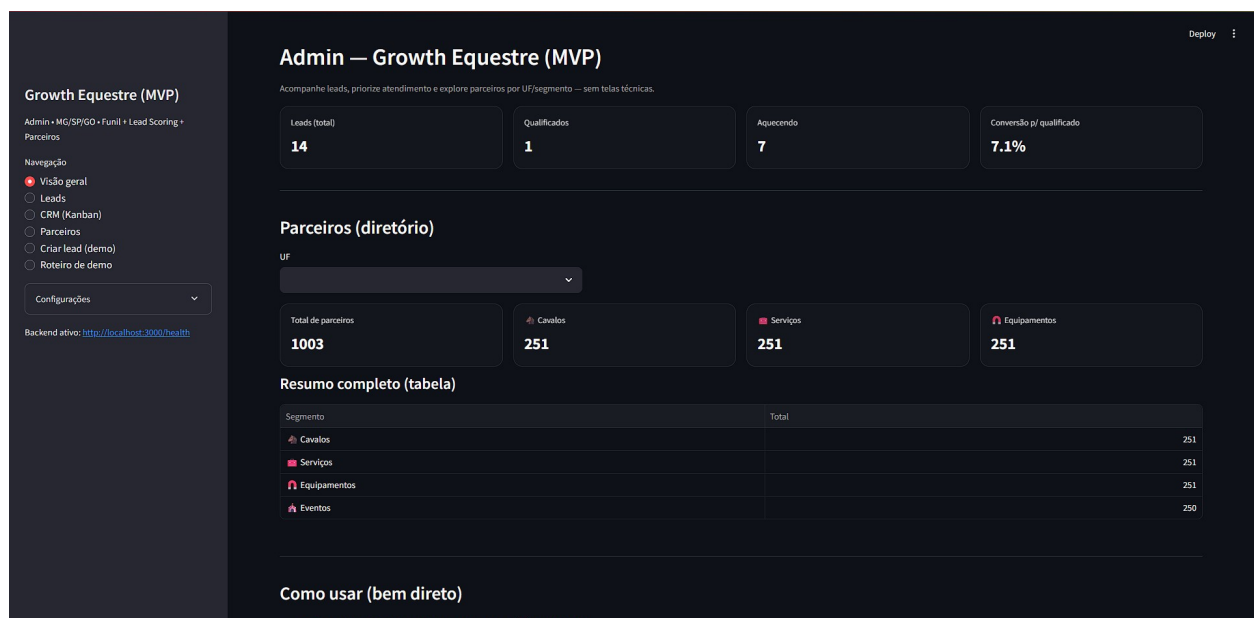 Deploy
Growth Equestre (MVP)
Admin • MG/SP/GO • Funil + Lead Scoring +
Parceiros
Navegação
Visão geral
Leads
CRM (Kanban)
Parceiros
Criar lead (demo)
Roteiro de demo
Configurações
Backend ativo: http://localhost:3000/health
Admin — Growth Equestre (MVP)
Acompanhe leads, priorize atendimento e explore parceiros por UF/segmento — sem telas técnicas.
Leads (total)
14
Qualificados
1
Aquecendo
7
Conversão p/ qualificado
7.1%
Parceiros (diretório)
UF
Total de parceiros
1003
Cavalos
251
Serviços
251
Equipamentos
251
Resumo completo (tabela)
Segmento Total
Cavalos 251
Serviços 251
Equipamentos 251
Eventos 250
Como usar (bem direto)